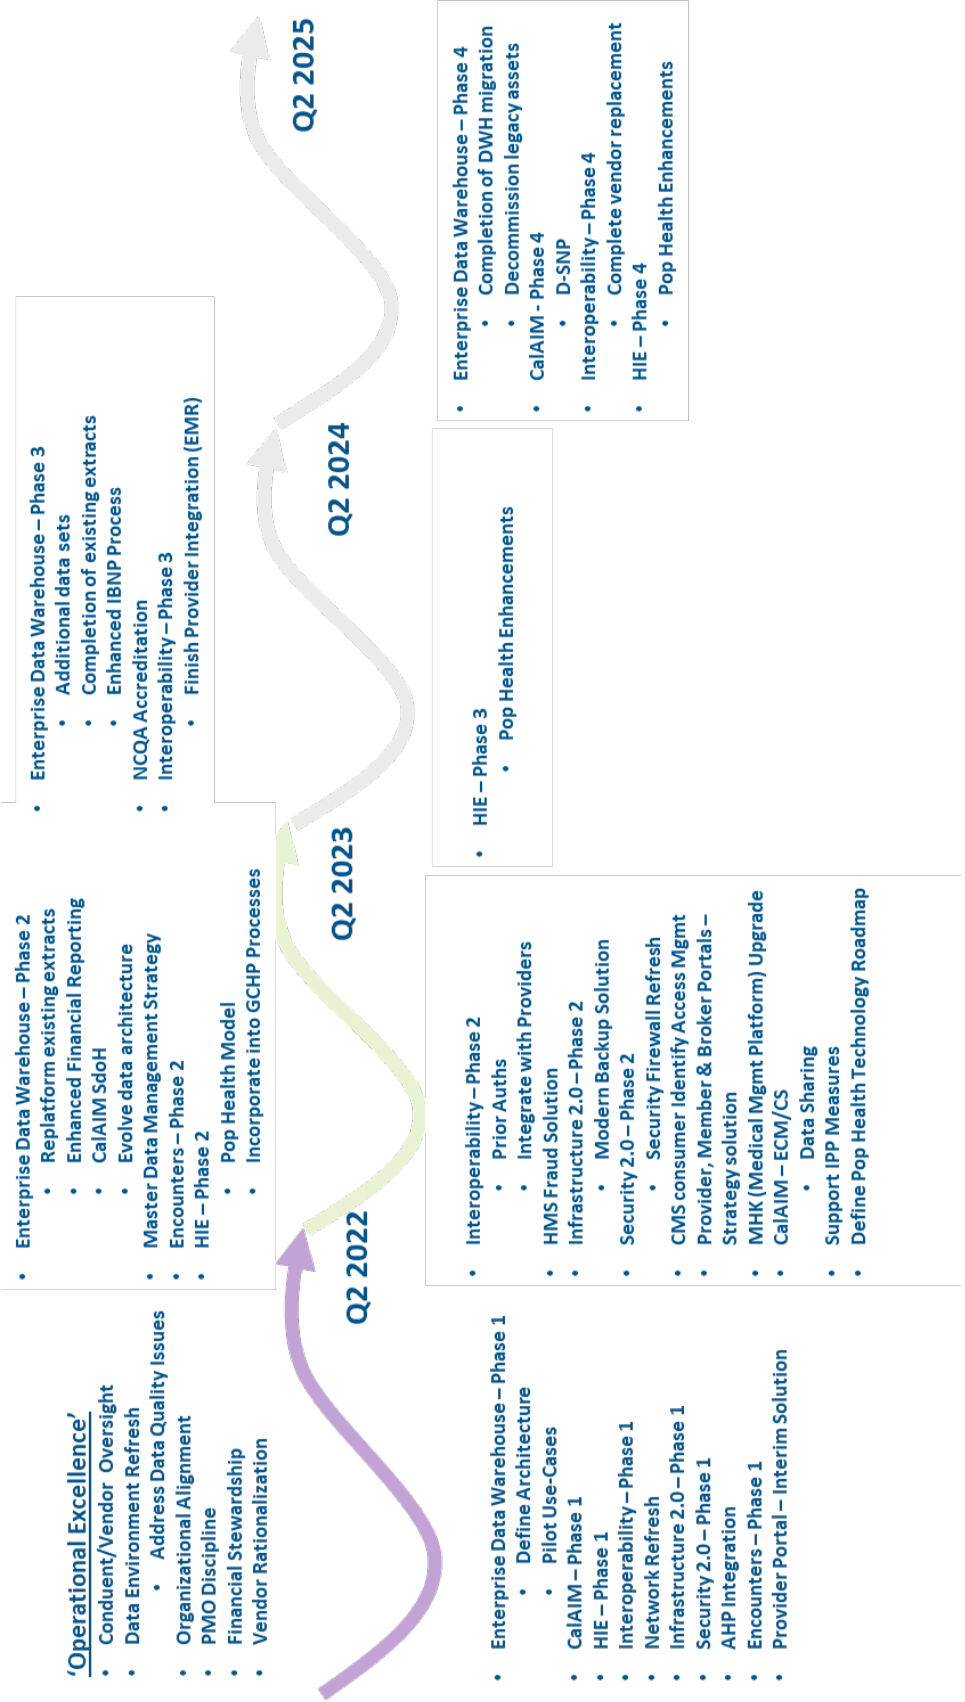 'Operational Excellence'
• Conduent/Vendor Oversight
• Data Environment Refresh
• Address Data Quality Issues
• Organizational Alignment
• PMO Discipline
• Financial Stewardship
• Vendor Rationalization
• Enterprise Data Warehouse – Phase 2
• Replatform existing extracts
• Enhanced Financial Reporting
• CalAIM SdoH
• Evolve data architecture
• Master Data Management Strategy
• Encounters – Phase 2
• HIE – Phase 2
• Pop Health Model
• Incorporate into GCHP Processes
• Enterprise Data Warehouse – Phase 3
• Additional data sets
• Completion of existing extracts
• Enhanced IBNP Process
• NCQA Accreditation
• Interoperability – Phase 3
• Finish Provider Integration (EMR)
Q2 2022
Q2 2023
Q2 2024
Q2 2025
• Enterprise Data Warehouse – Phase 1
• Define Architecture
• Pilot Use-Cases
• CalAIM – Phase 1
• HIE – Phase 1
• Interoperability – Phase 1
• Network Refresh
• Infrastructure 2.0 – Phase 1
• Security 2.0 – Phase 1
• AHP Integration
• Encounters – Phase 1
• Provider Portal – Interim Solution
• Interoperability – Phase 2
• Prior Auths
• Integrate with Providers
• HMS Fraud Solution
• Infrastructure 2.0 – Phase 2
• Modern Backup Solution
• Security 2.0 – Phase 2
• Security Firewall Refresh
• CMS consumer Identify Access Mgmt
• Provider, Member & Broker Portals –
Strategy solution
• MHK (Medical Mgmt Platform) Upgrade
• CalAIM – ECM/CS
• Data Sharing
• Support IPP Measures
• Define Pop Health Technology Roadmap
• HIE – Phase 3
• Pop Health Enhancements
• Enterprise Data Warehouse – Phase 4
• Completion of DWH migration
• Decommission legacy assets
• CalAIM - Phase 4
• D-SNP
• Interoperability – Phase 4
• Complete vendor replacement
• HIE – Phase 4
• Pop Health Enhancements